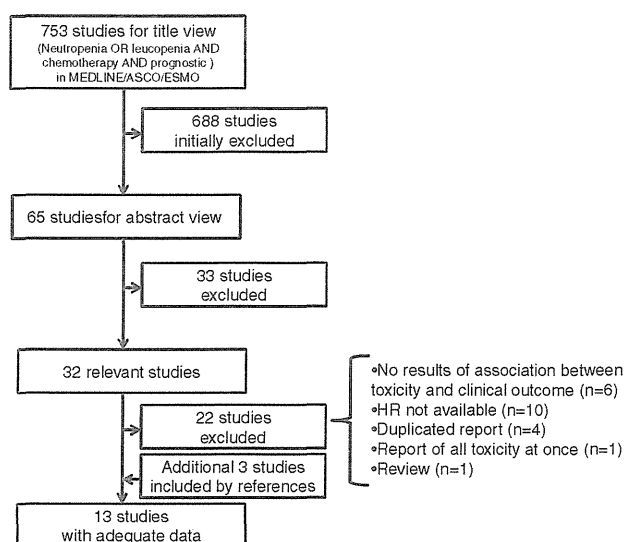 753 studies for title view
(Neutropenia OR leucopenia AND
chemotherapy AND prognostic )
in MEDLINE/ASCO/ESMO
688 studies
initially excluded
65 studiesfor abstract view
33 studies
excluded
32 relevant studies
22 studies
excluded
•No results of association between
toxicity and clinical outcome (n=6)
•HR not available (n=10)
•Duplicated report (n=4)
•Report of all toxicity at once (n=1)
•Review (n=1)
Additional 3 studies
included by references
13 studies
with adequate data